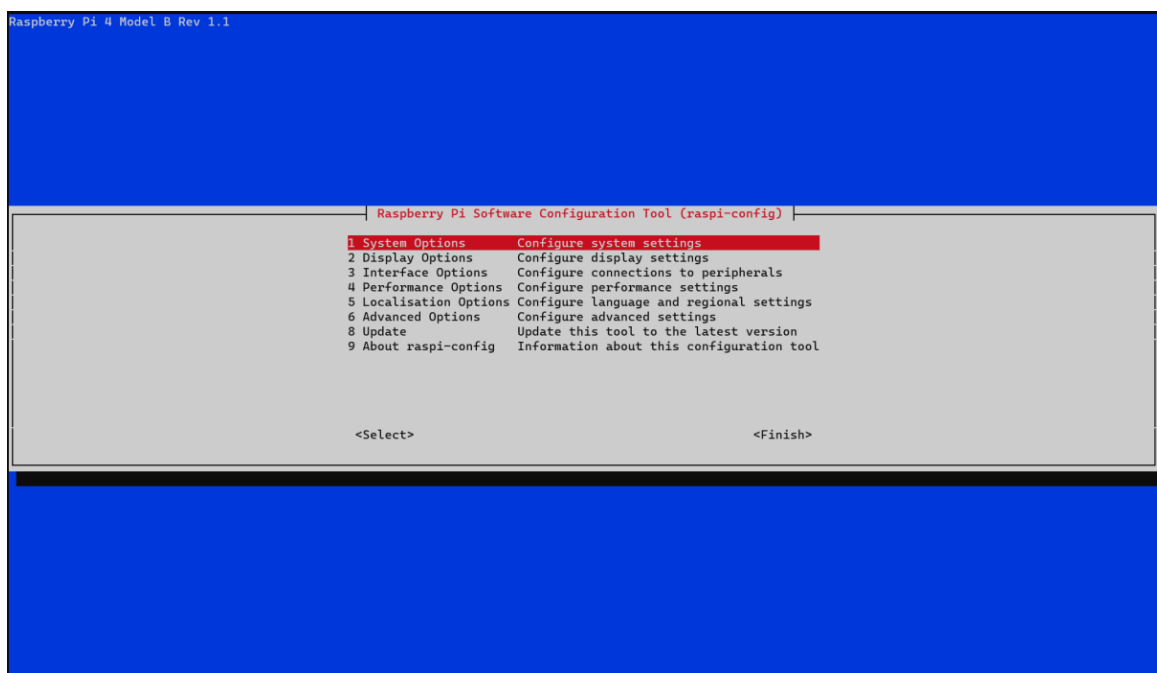 Raspberry Pi 4 Model B Rev 1.1
Raspberry Pi Software Configuration Tool (raspi-config)
1 System Options Configure system settings
2 Display Options Configure display settings
3 Interface Options Configure connections to peripherals
4 Performance Options Configure performance settings
5 Localisation Options Configure language and regional settings
6 Advanced Options Configure advanced settings
8 Update Update this tool to the latest version
9 About raspi-config Information about this configuration tool
<Select> <Finish>